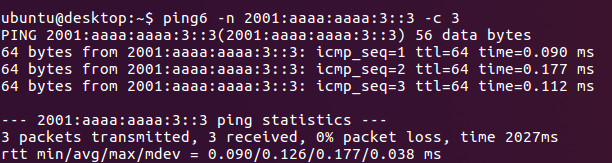 ubuntu@desktop:~$ ping6 -n 2001:aaaa:aaaa:3::3 -c 3
PING 2001:aaaa:aaaa:3::3(2001:aaaa:aaaa:3::3) 56 data bytes
64 bytes from 2001:aaaa:aaaa:3::3: icmp_seq=1 ttl=64 time=0.090 ms
64 bytes from 2001:aaaa:aaaa:3::3: icmp_seq=2 ttl=64 time=0.177 ms
64 bytes from 2001:aaaa:aaaa:3::3: icmp_seq=3 ttl=64 time=0.112 ms
--- 2001:aaaa:aaaa:3::3 ping statistics ---
3 packets transmitted, 3 received, 0% packet loss, time 2027ms
rtt min/avg/max/mdev = 0.090/0.126/0.177/0.038 ms